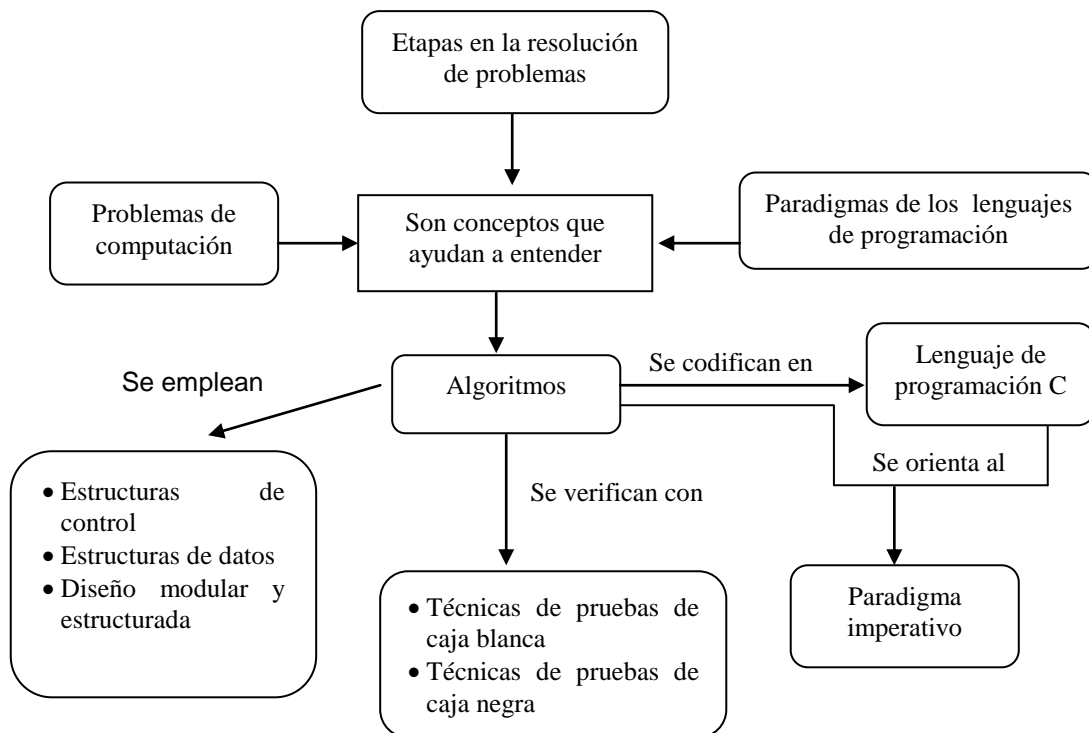 Etapas en la resolución
de problemas
Problemas de
computación
Son conceptos que
ayudan a entender
Paradigmas de los lenguajes
de programación
Se emplean
Algoritmos
Se codifican en
Lenguaje de
programación C
Se orienta al
• Estructuras de
control
• Estructuras de datos
• Diseño modular y
estructurada
Se verifican con
• Técnicas de pruebas de
caja blanca
• Técnicas de pruebas de
caja negra
Paradigma
imperativo